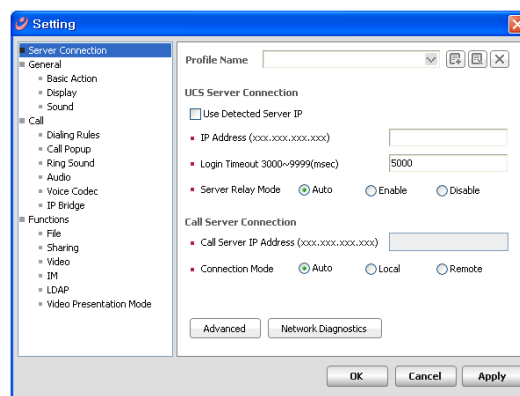 Setting
Server Connection
General
Basic Action
Display
Sound
Call
Dialing Rules
Call Popup
Ring Sound
Audio
Voice Codec
IP Bridge
Functions
File
Sharing
Video
IM
LDAP
Video Presentation Mode
Profile Name
UCS Server Connection
Use Detected Server IP
IP Address (xxx.xxx.xxx.xxx)
Login Timeout 3000~9999(msec) 5000
Server Relay Mode Auto Enable Disable
Call Server Connection
Call Server IP Address (xxx.xxx.xxx.xxx)
Connection Mode Auto Local Remote
Advanced Network Diagnostics
OK Cancel Apply